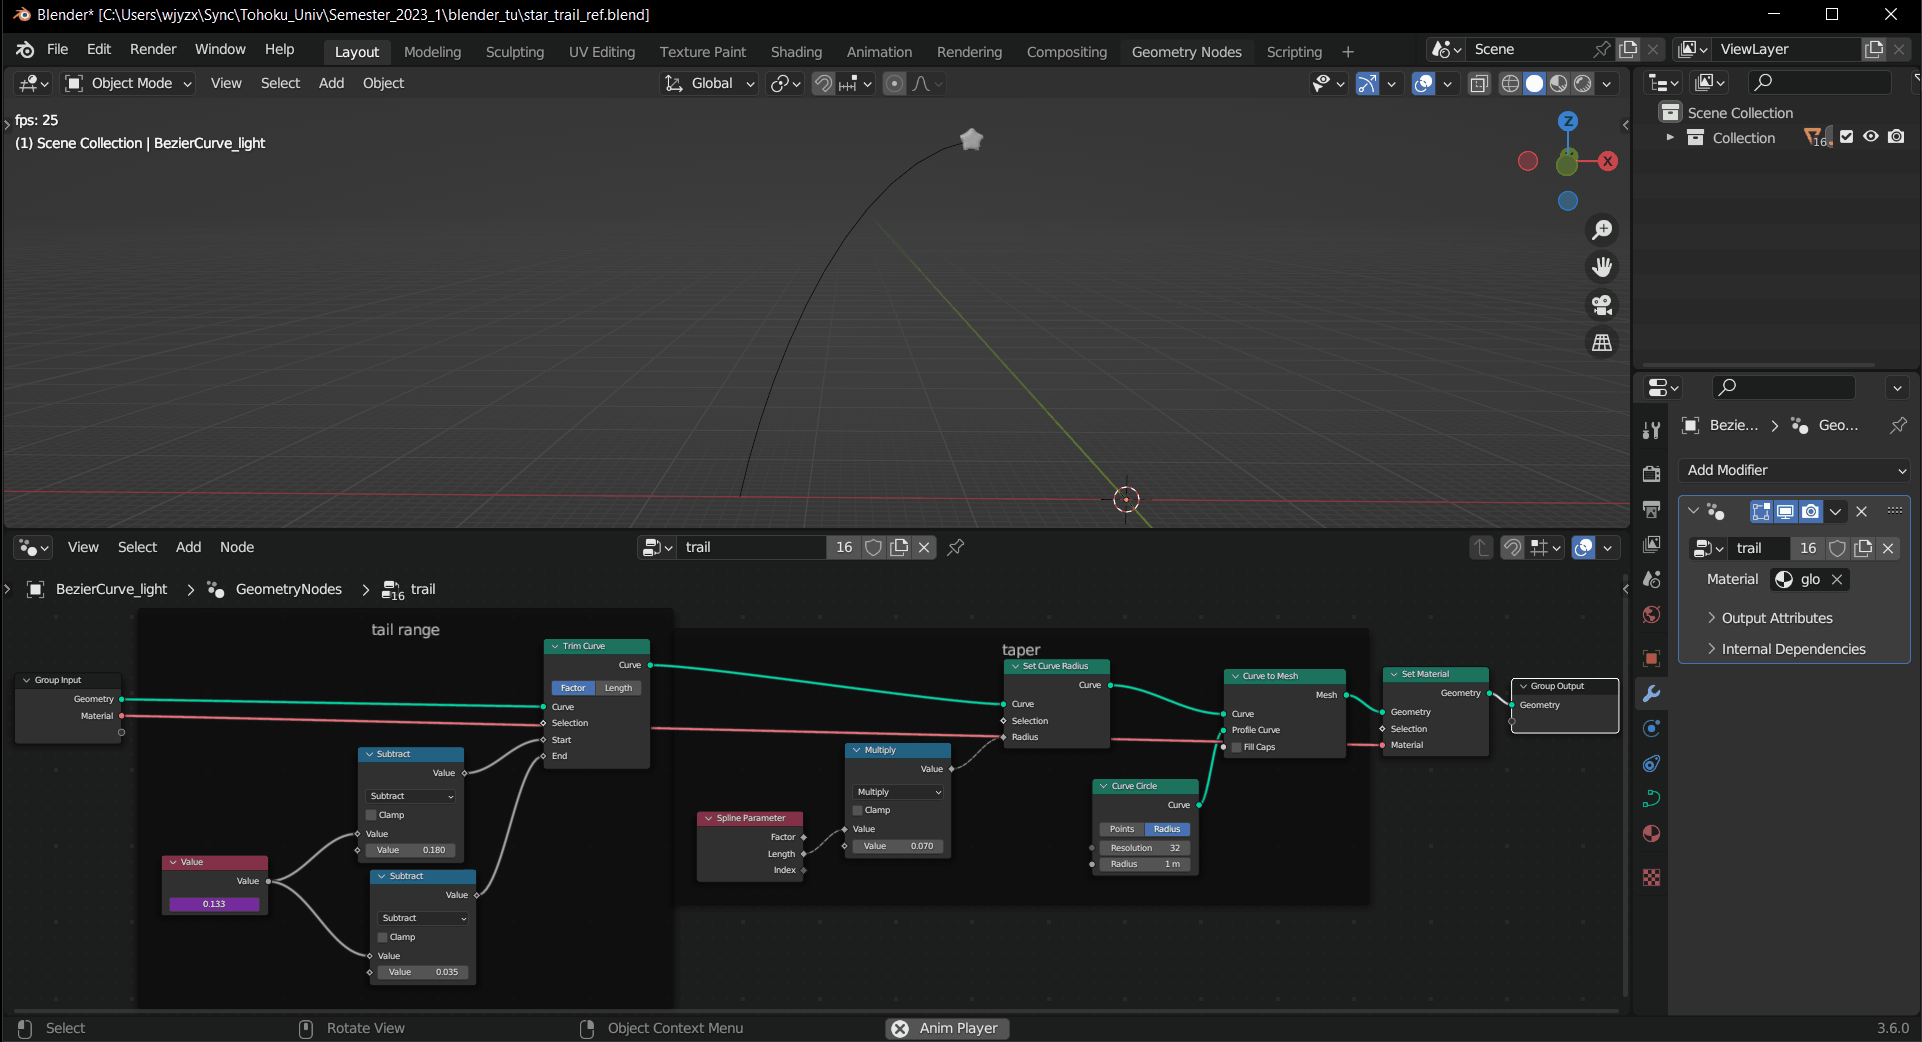 Blender* [C:\Users\wjyzx\Sync\Tohoku_Univ\Semester_2023_1\blender_tu\star_trail_ref.blend]
File Edit Render Window Help Layout Modeling Sculpting UV Editing Texture Paint Shading Animation Rendering Compositing Geometry Nodes Scripting + Scene ViewLayer
Object Mode View Select Add Object Global
fps: 25
(1) Scene Collection | BezierCurve_light
Z
X
Scene Collection
Collection 16
Bezie... > Geo...
Add Modifier
trail 16
Material glo
Output Attributes
Internal Dependencies
View Select Add Node trail 16
BezierCurve_light > GeometryNodes > 16 trail
tail range
Group Input
Geometry
Material
Trim Curve
Curve
Factor Length
Curve
Selection
Start
End
Subtract
Value
Subtract
Clamp
Value
Value 0.180
Value
Value
0.133
Subtract
Value
Subtract
Clamp
Value
Value 0.035
taper
Set Curve Radius
Curve
Curve
Selection
Radius
Spline Parameter
Factor
Length
Index
Multiply
Value
Multiply
Clamp
Value
Value 0.070
Curve to Mesh
Mesh
Curve
Profile Curve
Fill Caps
Curve Circle
Curve
Points Radius
Resolution 32
Radius 1 m
Set Material
Geometry
Geometry
Selection
Material
Group Output
Geometry
Select Rotate View Object Context Menu Anim Player 3.6.0